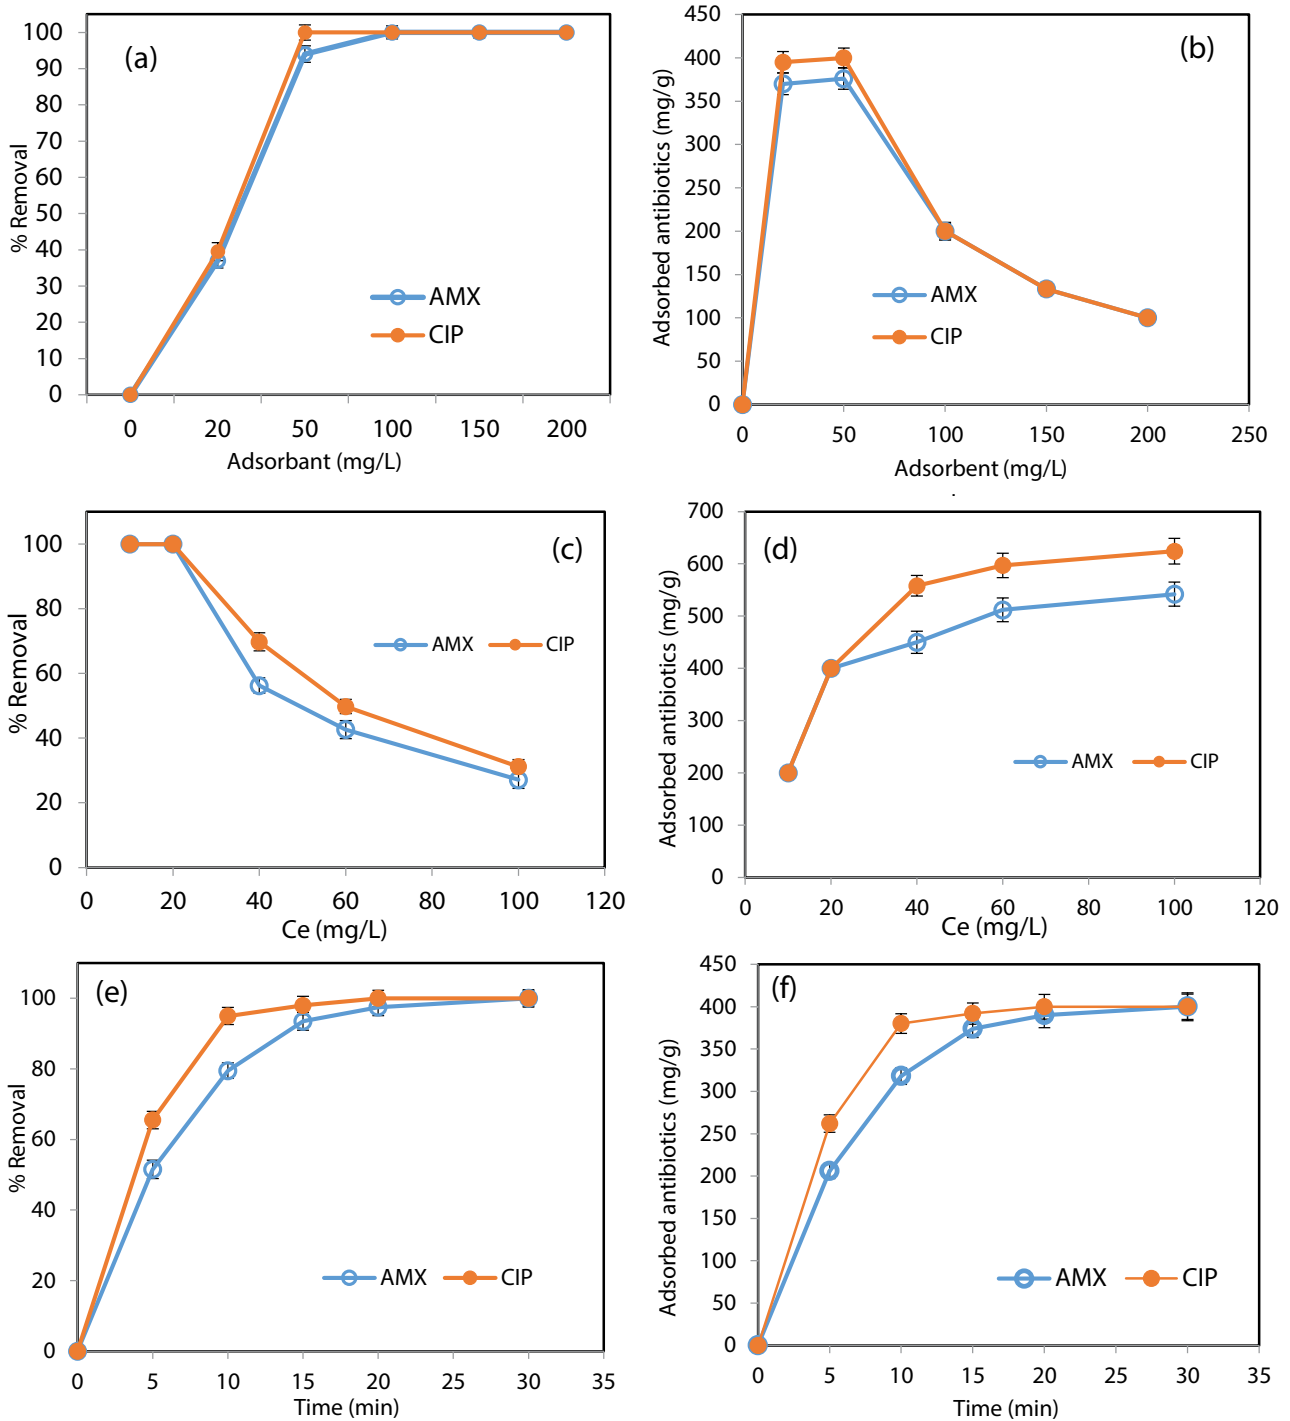 (a)
100
90
80
70
60
50
40
30
20
10
0
% Removal
AMX
CIP
0 20 50 100 150 200
Adsorbant (mg/L)
(b)
450
400
350
300
250
200
150
100
50
0
Adsorbed antibiotics (mg/g)
AMX
CIP
0 50 100 150 200 250
Adsorbent (mg/L)
(c)
100
80
60
40
20
0
% Removal
AMX CIP
0 20 40 60 80 100 120
Ce (mg/L)
(d)
700
600
500
400
300
200
100
0
Adsorbed antibiotics (mg/g)
AMX CIP
0 20 40 60 80 100 120
Ce (mg/L)
(e)
100
80
60
40
20
0
% Removal
AMX CIP
0 5 10 15 20 25 30 35
Time (min)
(f)
450
400
350
300
250
200
150
100
50
0
Adsorbed antibiotics (mg/g)
AMX CIP
0 5 10 15 20 25 30 35
Time (min)